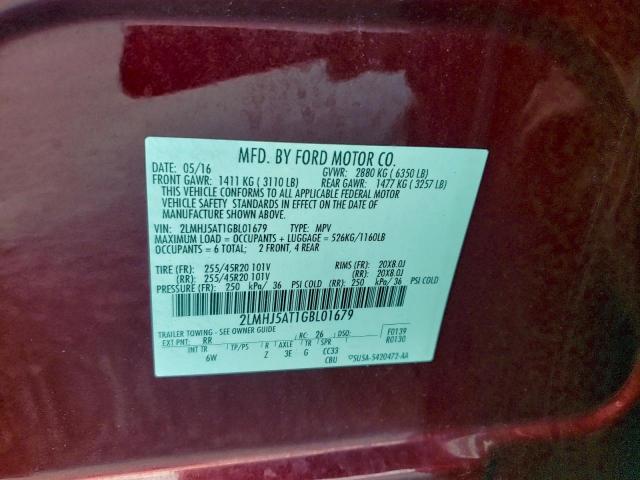 MFD. BY FORD MOTOR CO.
DATE: 05/16 GVWR: 2880 KG ( 6350 LB)
FRONT GAWR: 1411 KG ( 3110 LB) REAR GAWR: 1477 KG ( 3257 LB)
THIS VEHICLE CONFORMS TO ALL APPLICABLE FEDERAL MOTOR
VEHICLE SAFETY STANDARDS IN EFFECT ON THE DATE OF
MANUFACTURE SHOWN ABOVE.
VIN: 2LMHJ5AT1GBL01679 TYPE: MPV
MAXIMUM LOAD = OCCUPANTS + LUGGAGE = 526KG/1160LB
OCCUPANTS = 6 TOTAL; 2 FRONT, 4 REAR
TIRE (FR): 255/45R20 101V RIMS (FR): 20X8.0J
(RR): 255/45R20 101V (RR): 20X8.0J
PRESSURE (FR): 250 kPa/ 36 PSI COLD (RR): 250 kPa/ 36 PSI COLD
2LMHJ5AT1GBL01679
TRAILER TOWING - SEE OWNER GUIDE RC: 26 DSO: F0139
EXT PNT: RR R0130
INT TR TP/PS R AXLE TR SPR
6W Z 3E G CC33 SUSA-5420472-AA
CBU